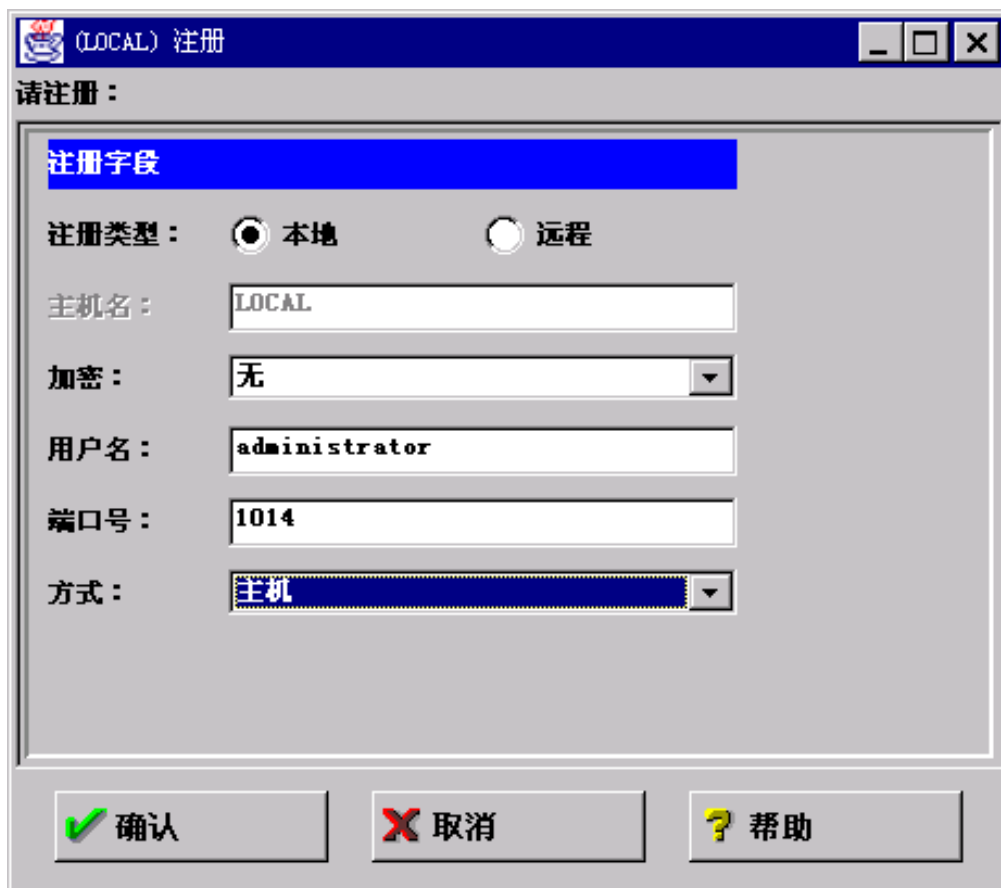 (LOCAL) 注册
请注册：
注册字段
注册类型： 本地 远程
主机名： LOCAL
加密： 无
用户名： administrator
端口号： 1014
方式： 主机
确认 取消 帮助